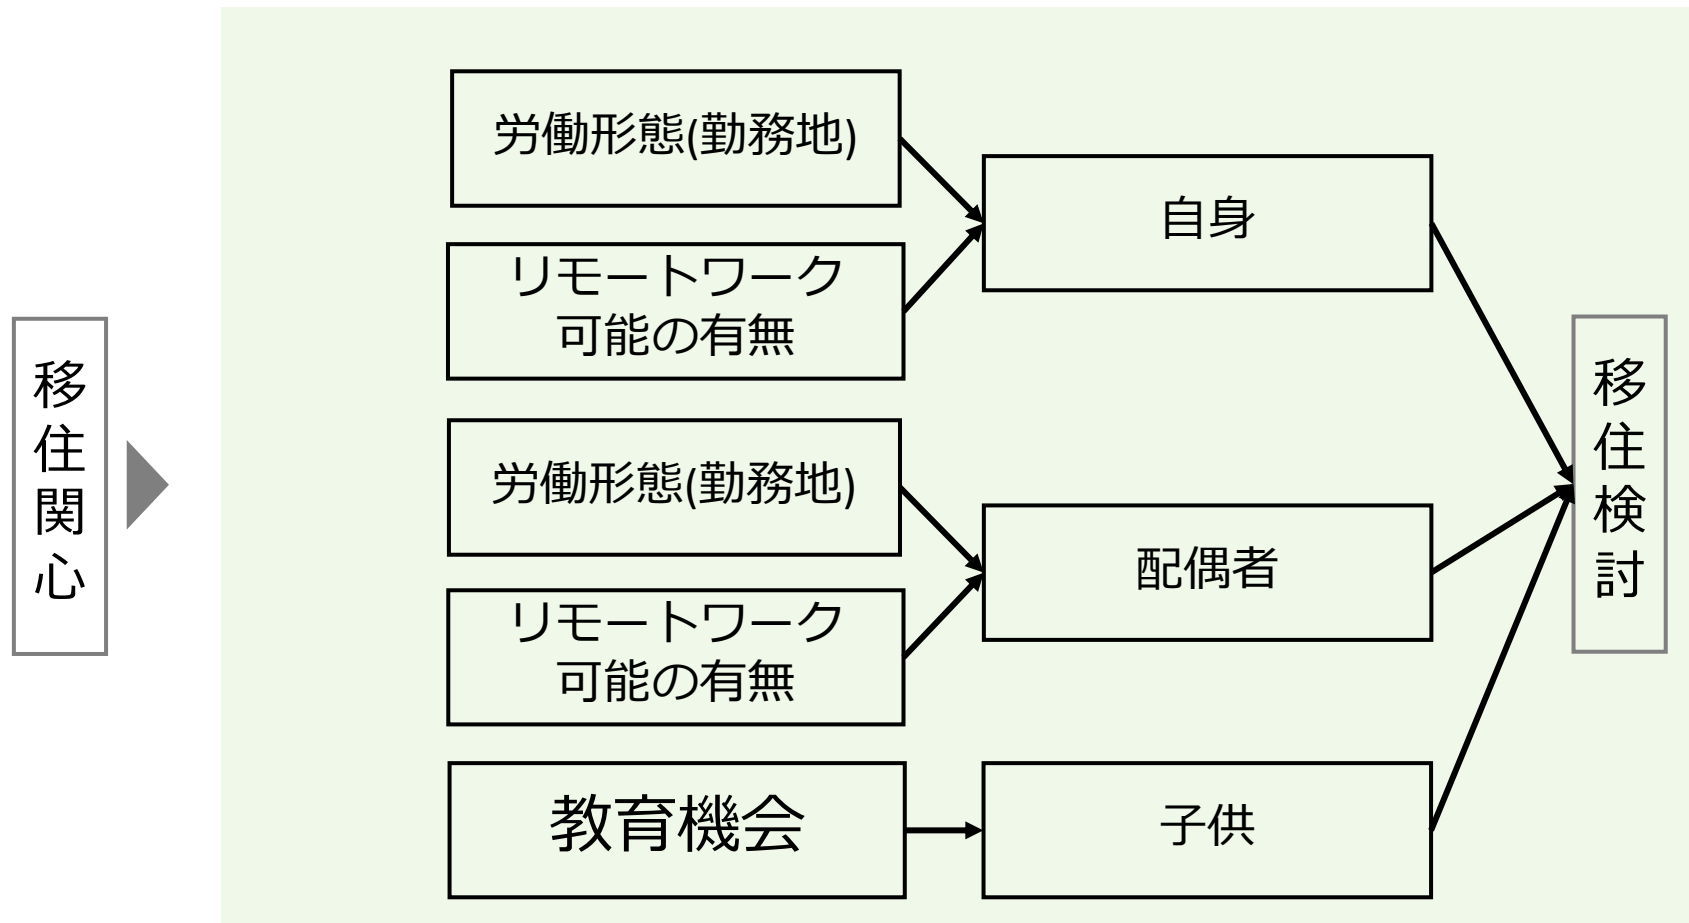 移住関心
労働形態(勤務地)
リモートワーク
可能の有無
自身
労働形態(勤務地)
リモートワーク
可能の有無
配偶者
教育機会
子供
移住検討